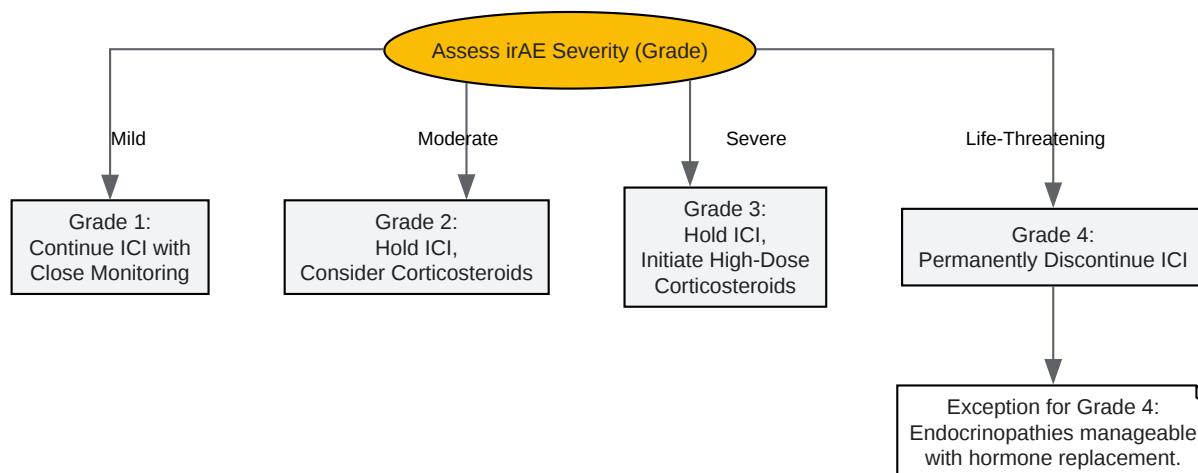 Assess irAE Severity (Grade)
Mild
Moderate
Severe
Life-Threatening
Grade 1:
Continue ICI with
Close Monitoring
Grade 2:
Hold ICI,
Consider Corticosteroids
Grade 3:
Hold ICI,
Initiate High-Dose
Corticosteroids
Grade 4:
Permanently Discontinue ICI
Exception for Grade 4:
Endocrinopathies manageable
with hormone replacement.